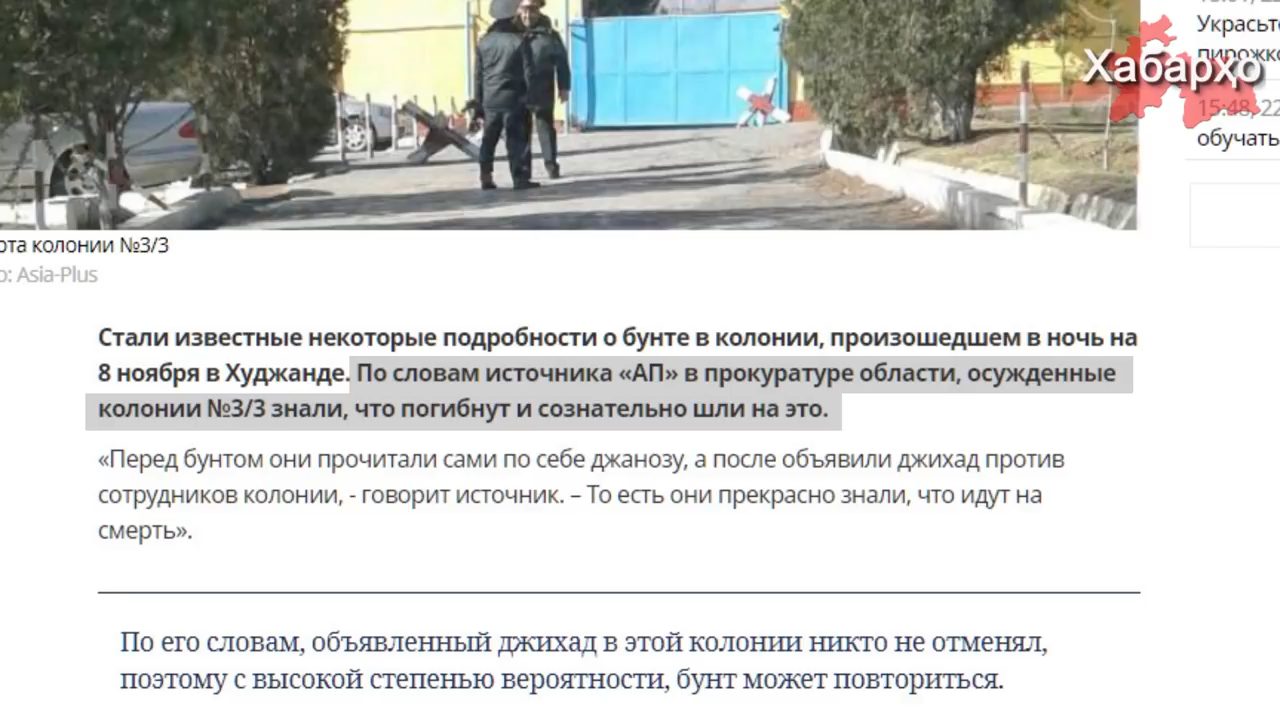 Хабархо
Украсьте
пирожко
15:48, 22
обучать
ота колонии №3/3
о: Asia-Plus
Стали известные некоторые подробности о бунте в колонии, произошедшем в ночь на
8 ноября в Худжанде. По словам источника «АП» в прокуратуре области, осужденные
колонии №3/3 знали, что погибнут и сознательно шли на это.
«Перед бунтом они прочитали сами по себе джанозу, а после объявили джихад против
сотрудников колонии, - говорит источник. – То есть они прекрасно знали, что идут на
смерть».
По его словам, объявленный джихад в этой колонии никто не отменял,
поэтому с высокой степенью вероятности, бунт может повториться.